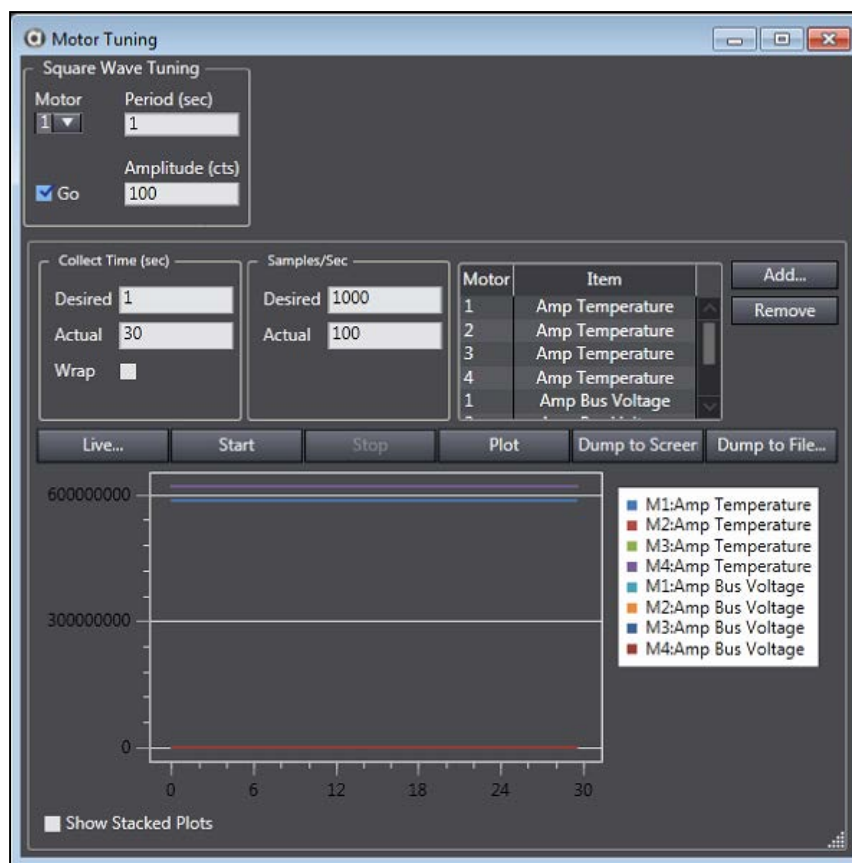 Motor Tuning
Square Wave Tuning
Motor Period (sec)
1 1
Amplitude (cts)
Go 100
Collect Time (sec) Samples/Sec
Motor Item Add...
Desired 1 Desired 1000
1 Amp Temperature Remove
2 Amp Temperature
Actual 30 Actual 100
3 Amp Temperature
Wrap
4 Amp Temperature
1 Amp Bus Voltage
Live... Start Stop Plot Dump to Screen Dump to File...
600000000
300000000
0
0 6 12 18 24 30
M1:Amp Temperature
M2:Amp Temperature
M3:Amp Temperature
M4:Amp Temperature
M1:Amp Bus Voltage
M2:Amp Bus Voltage
M3:Amp Bus Voltage
M4:Amp Bus Voltage
Show Stacked Plots